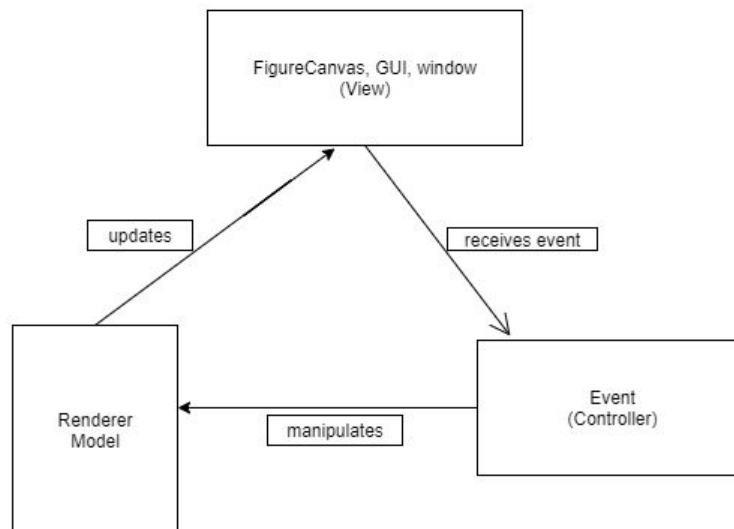 FigureCanvas, GUI, window
(View)
updates
receives event
Renderer
Model
manipulates
Event
(Controller)